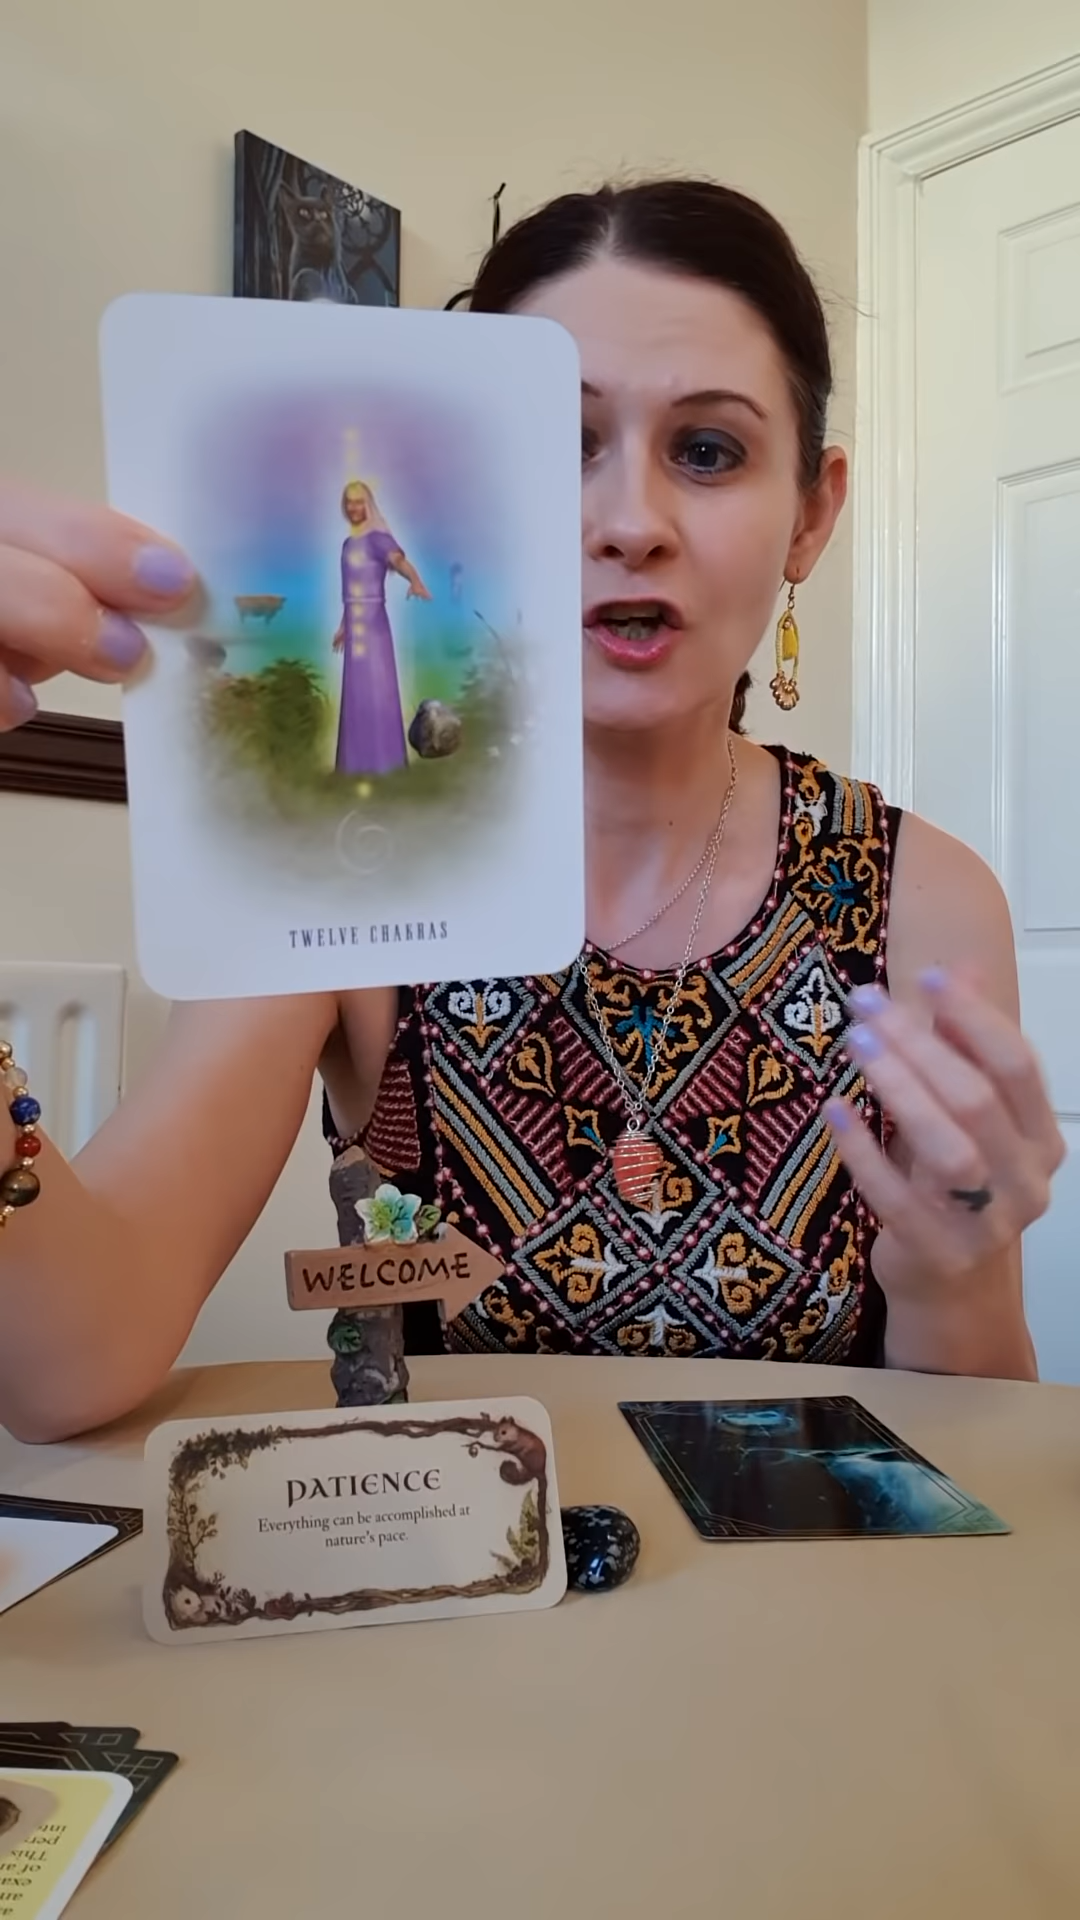 TWELVE CHAKRAS
WELCOME
PATIENCE
Everything can be accomplished at
nature's pace.